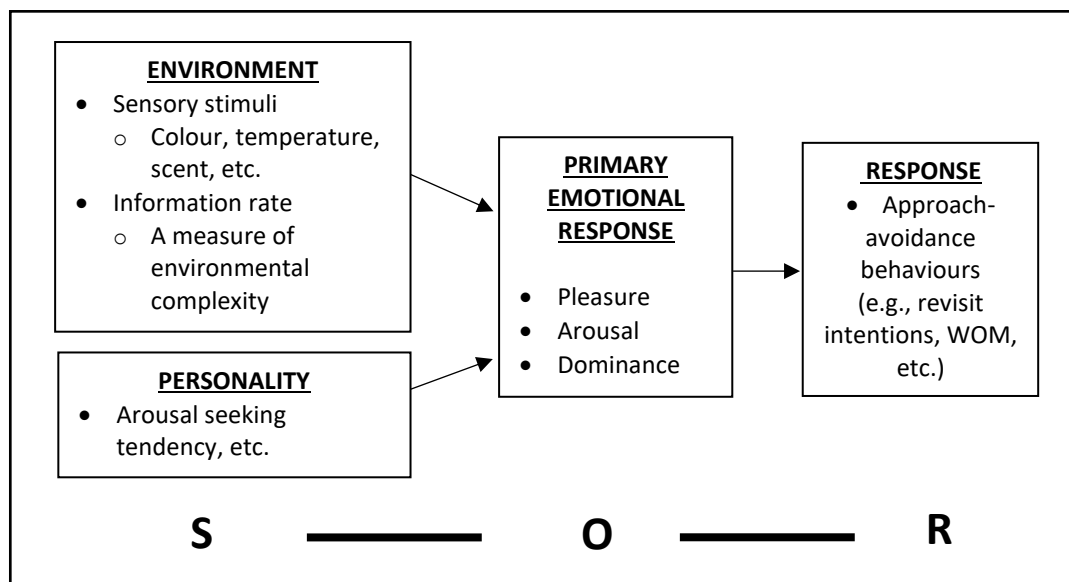 ENVIRONMENT
• Sensory stimuli
o Colour, temperature,
scent, etc.
• Information rate
o A measure of
environmental
complexity
PERSONALITY
• Arousal seeking
tendency, etc.
PRIMARY
EMOTIONAL
RESPONSE
• Pleasure
• Arousal
• Dominance
RESPONSE
• Approach-
avoidance
behaviours
(e.g., revisit
intentions, WOM,
etc.)
S O R